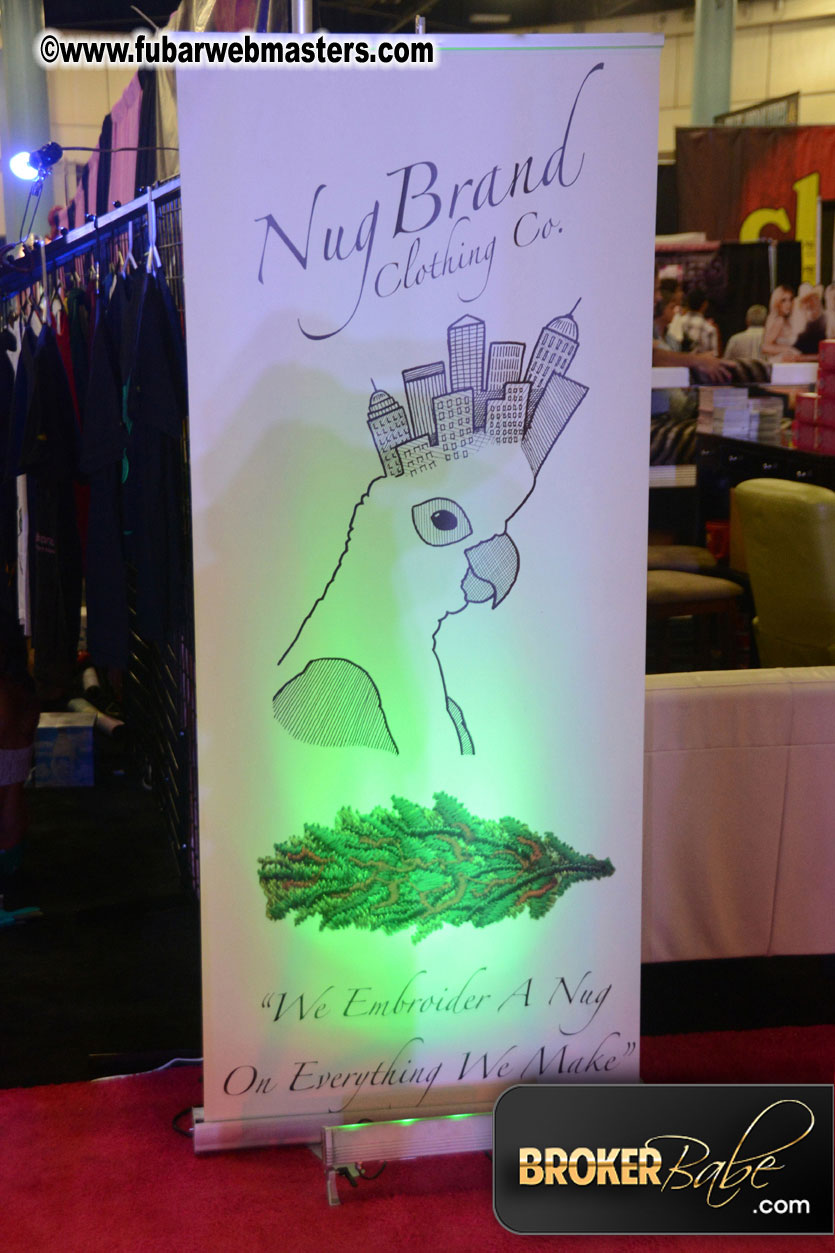 ©www.fubarwebmasters.com
NugBrand
Clothing Co.
"We Embroider A Nug
On Everything We Make"
BROKERBabe
.com